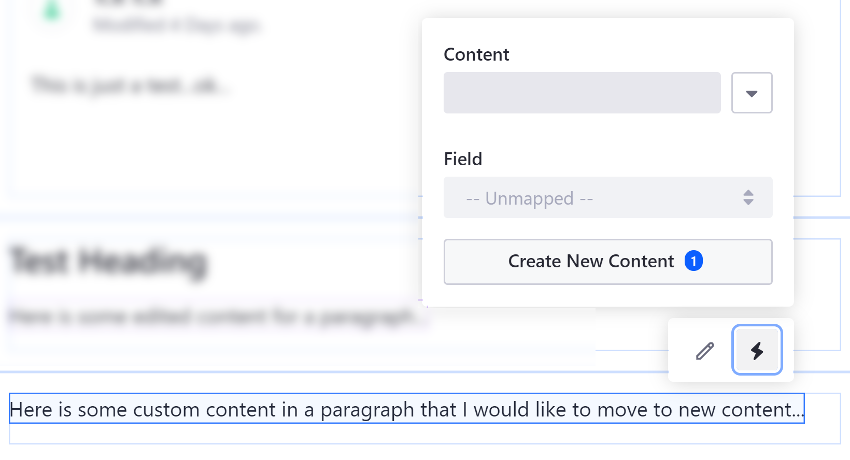 Modified 4 Days ago
This is just a test...ok...
Content
Field
-- Unmapped --
Create New Content 1
Test Heading
Here is some edited content for a paragraph...
Here is some custom content in a paragraph that I would like to move to new content...